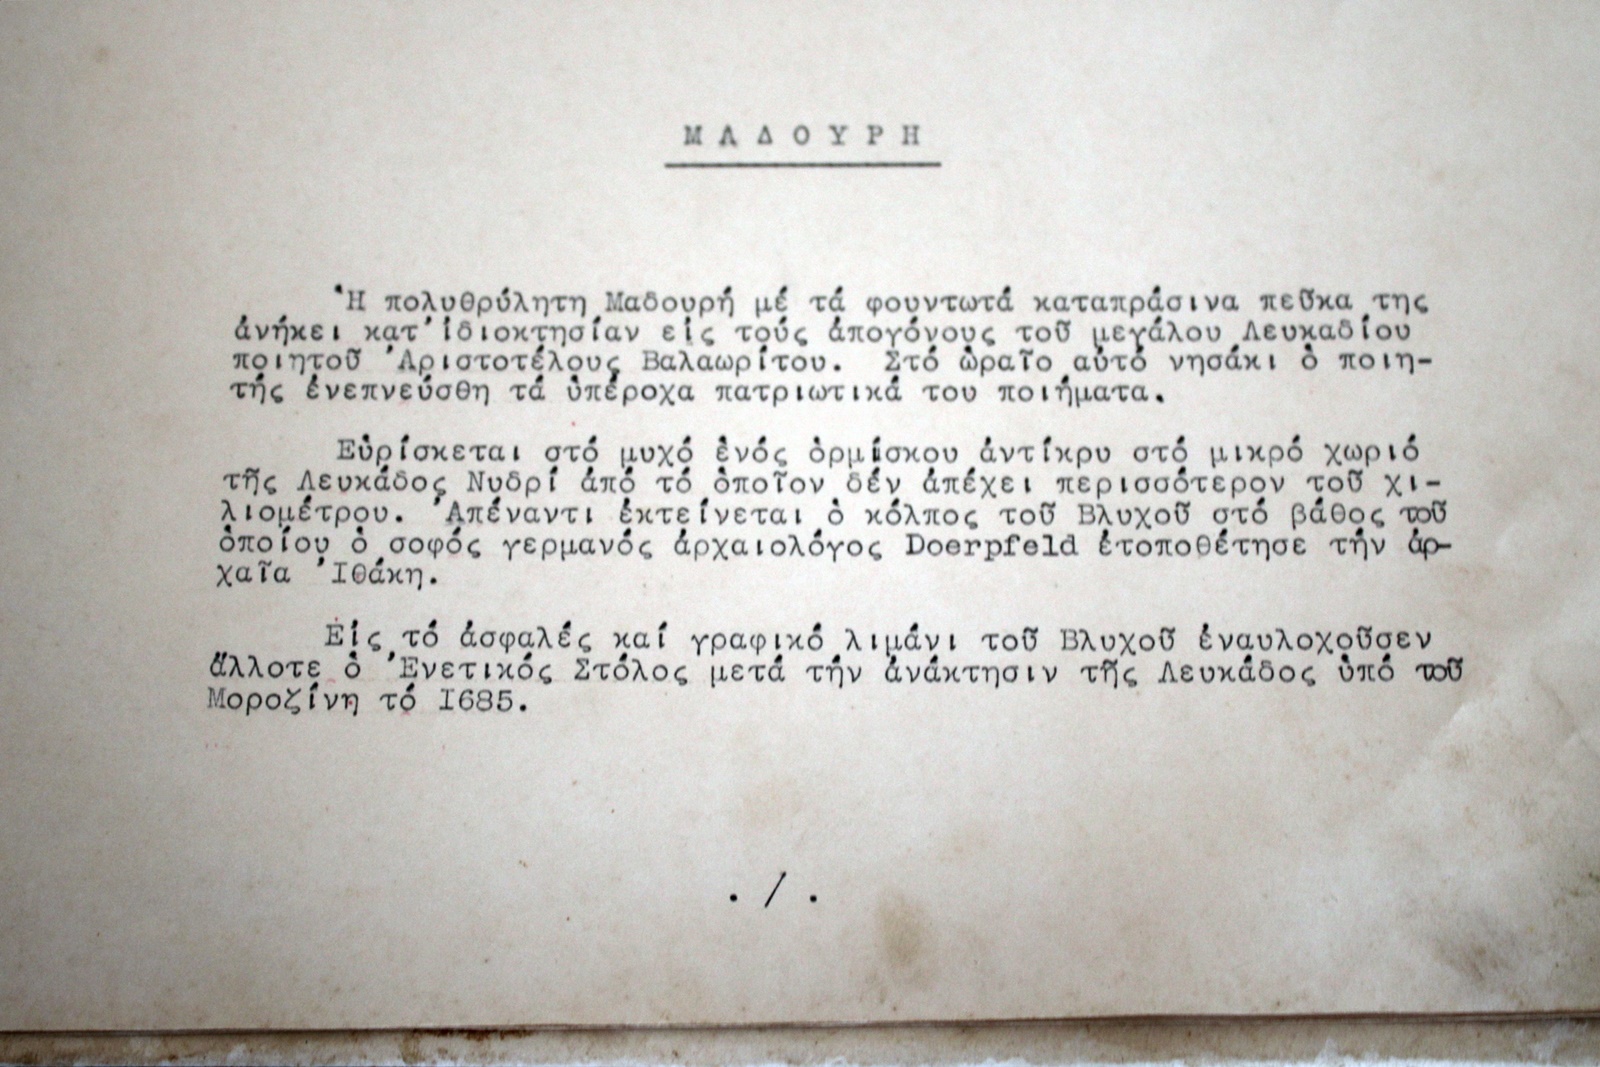 ΜΑΔΟΥΡΗ
Ἡ πολυθρύλητη Μαδουρή μέ τά φουντωτά καταπράσινα πεῦκα της
ἀνήκει κατ' ἰδιοκτησίαν εἰς τούς ἀπογόνους τοῦ μεγάλου Λευκαδίου
ποιητοῦ Ἀριστοτέλους Βαλαωρίτου. Στό ὡραῖο αὐτό νησάκι ὁ ποιη-
τής ἐνεπνεύσθη τά ὑπέροχα πατριωτικά του ποιήματα.
Εὑρίσκεται στό μυχό ἑνός ὁρμίσκου ἀντίκρυ στό μικρό χωριό
τῆς Λευκάδος Νυδρί ἀπό τό ὁποῖον δέν ἀπέχει περισσότερον τοῦ χι-
λιομέτρου. Ἀπέναντι ἐκτείνεται ὁ κόλπος τοῦ Βλυχοῦ στό βάθος τοῦ
ὁποίου ὁ σοφός γερμανός ἀρχαιολόγος Doerpfeld ἐτοποθέτησε τήν ἀρ-
χαῖα Ἰθάκη.
Εἰς τό ἀσφαλές καί γραφικό λιμάνι τοῦ Βλυχοῦ ἐναυλοχοῦσεν
ἄλλοτε ὁ Ἐνετικός Στόλος μετά τήν ἀνάκτησιν τῆς Λευκάδος ὑπό τοῦ
Μοροζίνη τό 1685.
. / .